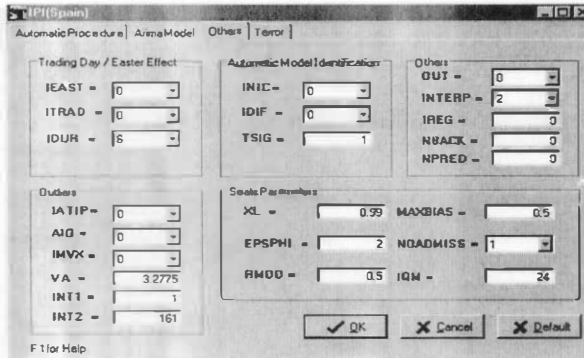 IPI(Spain)
Automatic Procedure Arima Model Others Terror
Trading Day / Easter Effect
IEAST = 0
ITRAD = 0
IDUR = 6
Automatic Model Identification
INIC= 0
IDIF = 0
TSIG = 1
Others
OUT = 0
INTERP = 2
IREG = 0
NBACK = 0
NPRED = 0
Outliers
IATIP= 0
AIO = 0
IMVX = 0
VA = 3.2775
INT1 = 1
INT2 = 161
Seats Parameters
XL = 0.99 MAXBIAS = 0.5
EPSPHI = 2 NOADMISS = 1
RMOD = 0.5 IQM = 24
OK Cancel Default
F1 for Help